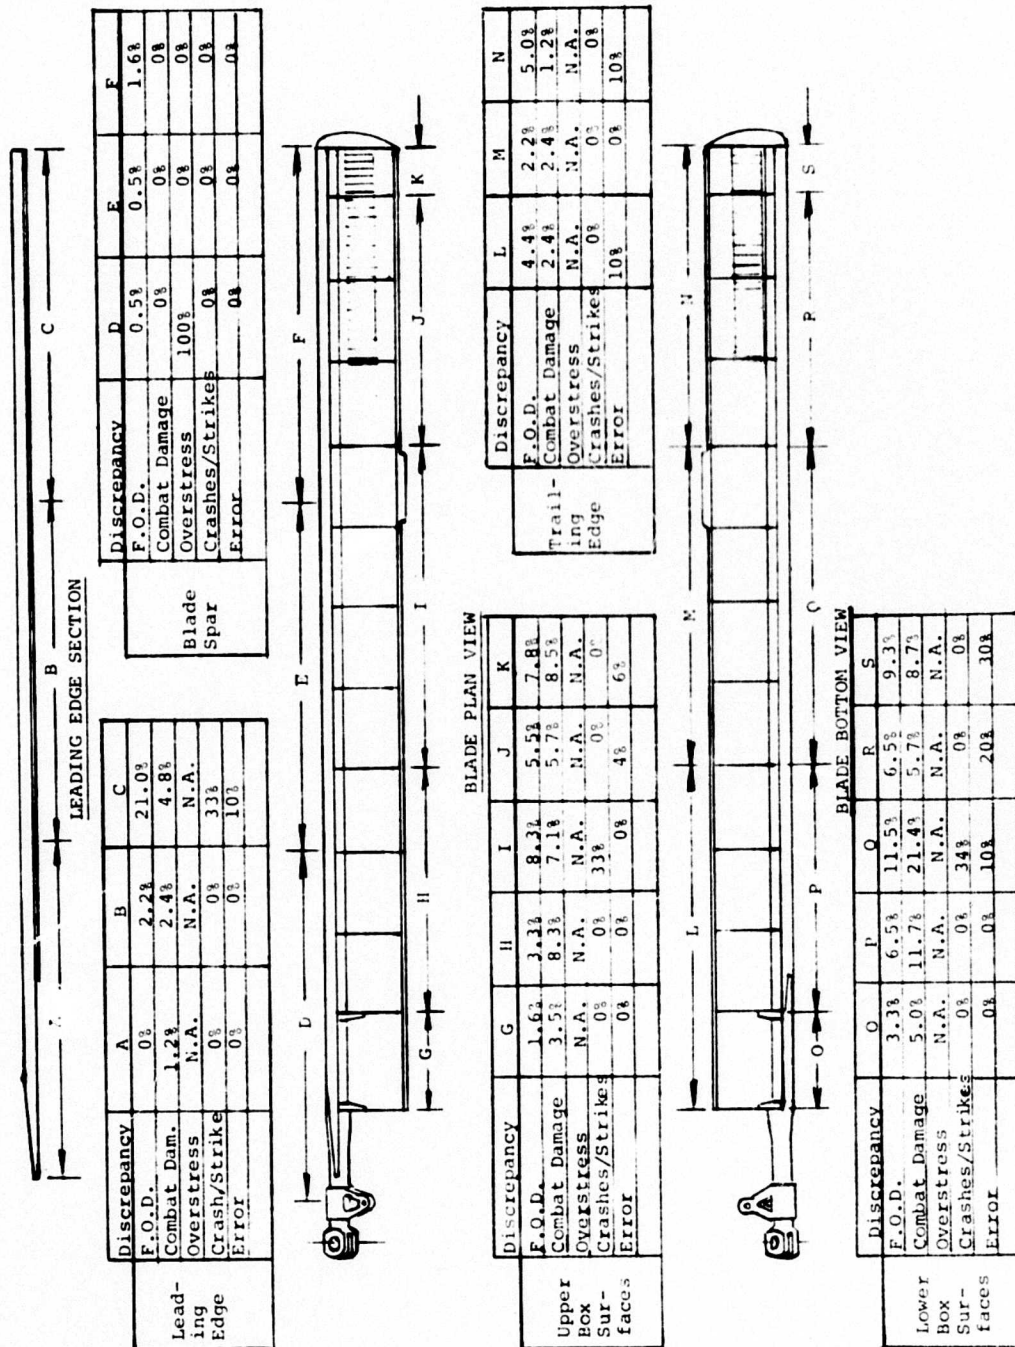 A B C
LEADING EDGE SECTION
Lead-
ing
Edge
Discrepancy A B C
F.O.D. 0% 2.2% 21.0%
Combat Dam. 1.2% 2.4% 4.8%
Overstress N.A. N.A. N.A.
Crash/Strike 0% 0% 33%
Error 0% 0% 10%
Blade
Spar
Discrepancy D E F
F.O.D. 0.5% 0.5% 1.6%
Combat Damage 0% 0% 0%
Overstress 100% 0% 0%
Crashes/Strikes 0% 0% 0%
Error 0% 0% 0%
D E F
G H I J K
BLADE PLAN VIEW
Upper
Box
Sur-
faces
Discrepancy G H I J K
F.O.D. 1.6% 3.3% 8.3% 5.5% 7.8%
Combat Damage 3.5% 8.3% 7.1% 5.7% 8.5%
Overstress N.A. N.A. N.A. N.A. N.A.
Crashes/Strikes 0% 0% 33% 0% 0%
Error 0% 0% 0% 4% 6%
Trail-
ing
Edge
Discrepancy L M N
F.O.D. 4.4% 2.2% 5.0%
Combat Damage 2.4% 2.4% 1.2%
Overstress N.A. N.A. N.A.
Crashes/Strikes 0% 0% 0%
Error 10% 0% 10%
L M N
O P Q R S
BLADE BOTTOM VIEW
Lower
Box
Sur-
faces
Discrepancy O P Q R S
F.O.D. 3.3% 6.5% 11.5% 6.5% 9.3%
Combat Damage 5.0% 11.7% 21.4% 5.7% 8.7%
Overstress N.A. N.A. N.A. N.A. N.A.
Crashes/Strikes 0% 0% 34% 0% 0%
Error 0% 0% 10% 20% 30%